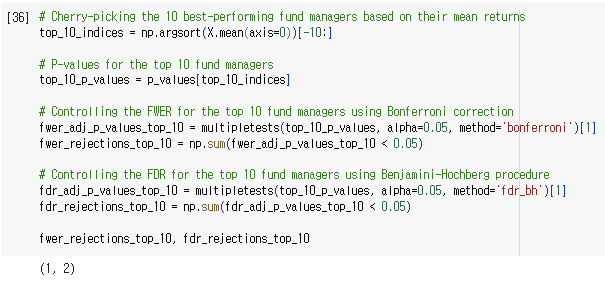 [36] # Cherry-picking the 10 best-performing fund managers based on their mean returns
top_10_indices = np.argsort(X.mean(axis=0))[-10:]
# P-values for the top 10 fund managers
top_10_p_values = p_values[top_10_indices]
# Controlling the FWER for the top 10 fund managers using Bonferroni correction
fwer_adj_p_values_top_10 = multipletests(top_10_p_values, alpha=0.05, method='bonferroni')[1]
fwer_rejections_top_10 = np.sum(fwer_adj_p_values_top_10 < 0.05)
# Controlling the FDR for the top 10 fund managers using Benjamini-Hochberg procedure
fdr_adj_p_values_top_10 = multipletests(top_10_p_values, alpha=0.05, method='fdr_bh')[1]
fdr_rejections_top_10 = np.sum(fdr_adj_p_values_top_10 < 0.05)
fwer_rejections_top_10, fdr_rejections_top_10
(1, 2)